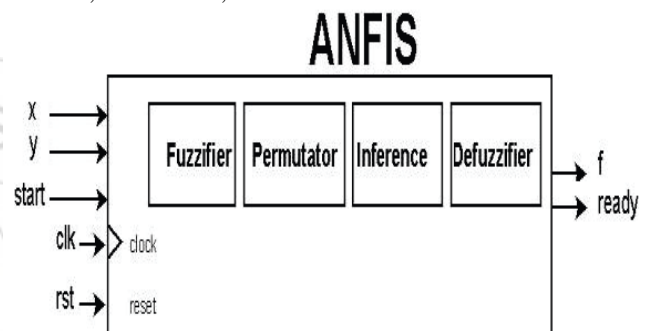 ANFIS
x
y
start
clk
rst
clock
reset
Fuzzifier
Permutator
Inference
Defuzzifier
f
ready